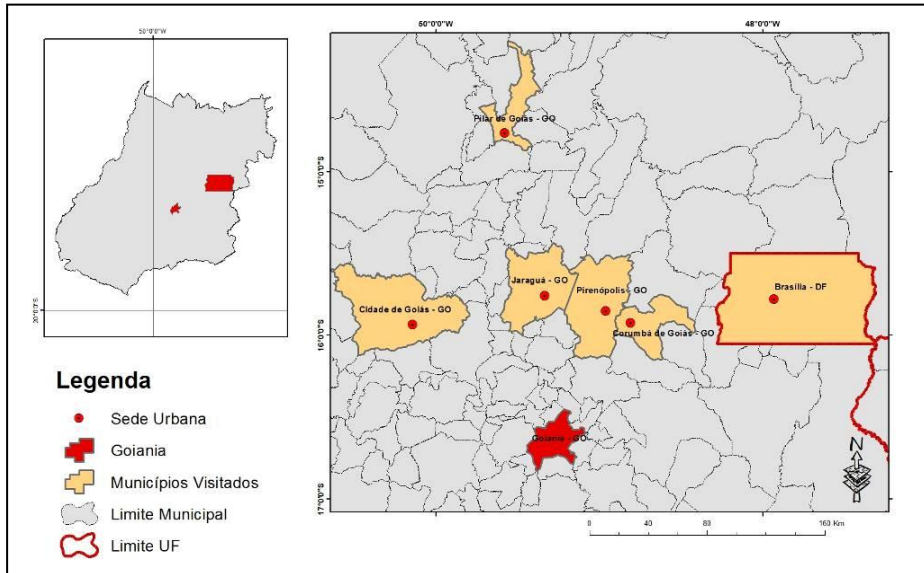 50°0'0"W
20°0'0"S
50°0'0"W
48°0'0"W
15°0'0"S
16°0'0"S
17°0'0"S
Pilar de Goiás - GO
Jaraguá - GO
Pirenópolis - GO
Brasília - DF
Cidade de Goiás - GO
Corumbá de Goiás - GO
Goiania - GO
N
0 40 80 160 Km
Legenda
Sede Urbana
Goiania
Municípios Visitados
Limite Municipal
Limite UF